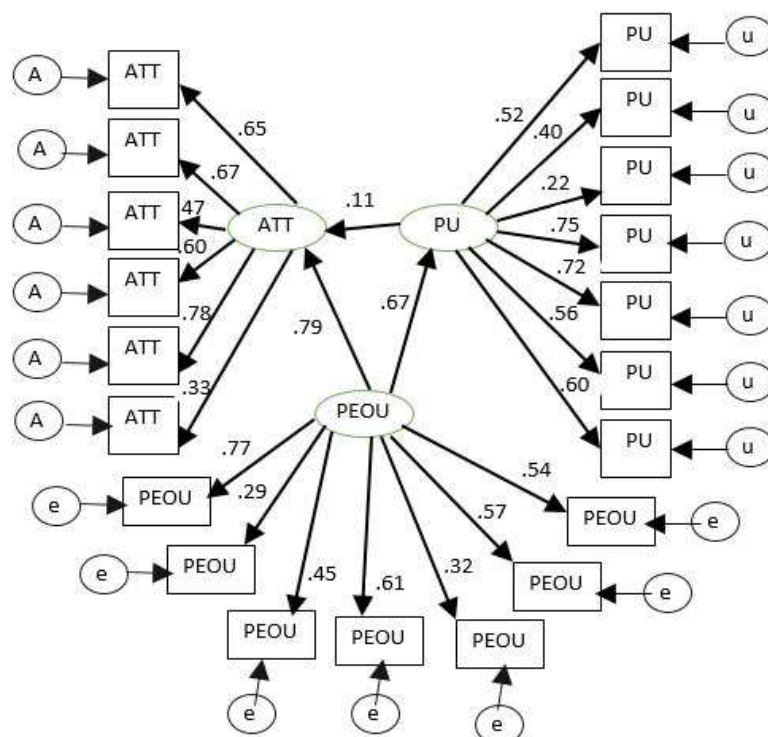 PU
u
A
ATT
PU
u
.52
.65
.40
A
ATT
PU
u
.67
.22
A
ATT
47
ATT
.11
PU
.75
PU
u
.60
.72
A
ATT
PU
u
.78
.79
.67
.56
A
ATT
PU
u
.33
.60
A
ATT
PEOU
PU
u
.77
.54
e
PEOU
.29
.57
PEOU
e
e
PEOU
.45
.61
.32
PEOU
e
PEOU
PEOU
PEOU
e
e
e